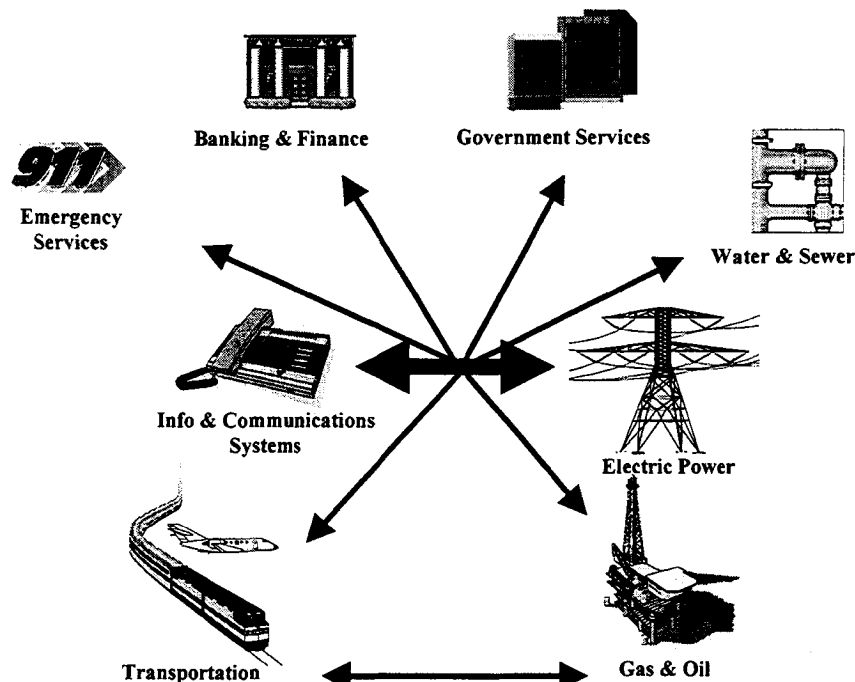 Banking & Finance
Government Services
911
Emergency
Services
Water & Sewer
Info & Communications
Systems
Electric Power
Transportation
Gas & Oil